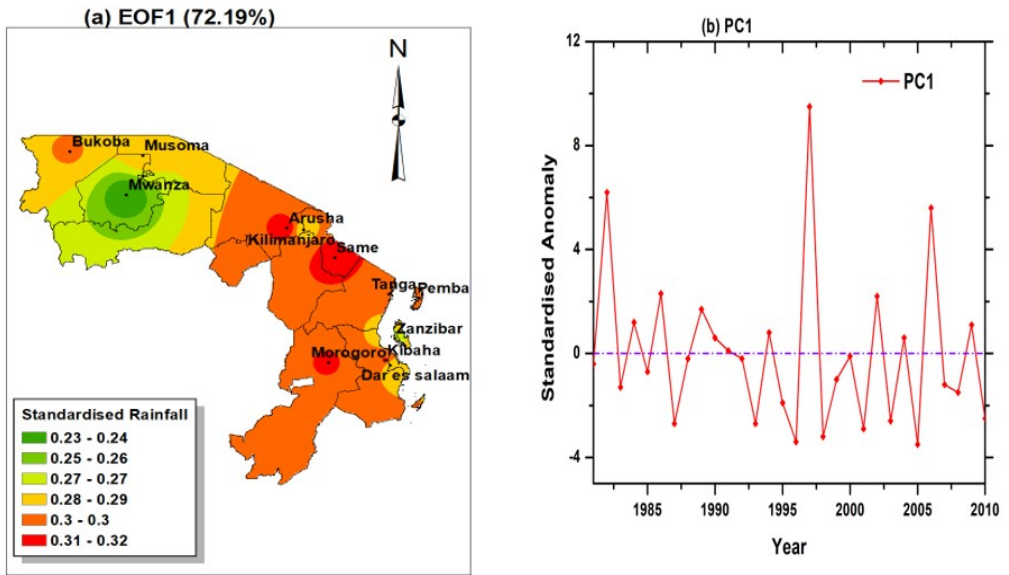 (a) EOF1 (72.19%)
N
Bukoba
Musoma
Mwanza
Arusha
Kilimanjaro
Same
Tanga
Pemba
Zanzibar
Morogoro
Kibaha
Dar es salaam
Standardised Rainfall
0.23 - 0.24
0.25 - 0.26
0.27 - 0.27
0.28 - 0.29
0.3 - 0.3
0.31 - 0.32
(b) PC1
PC1
Standardised Anomaly
12
8
4
0
-4
1985 1990 1995 2000 2005 2010
Year